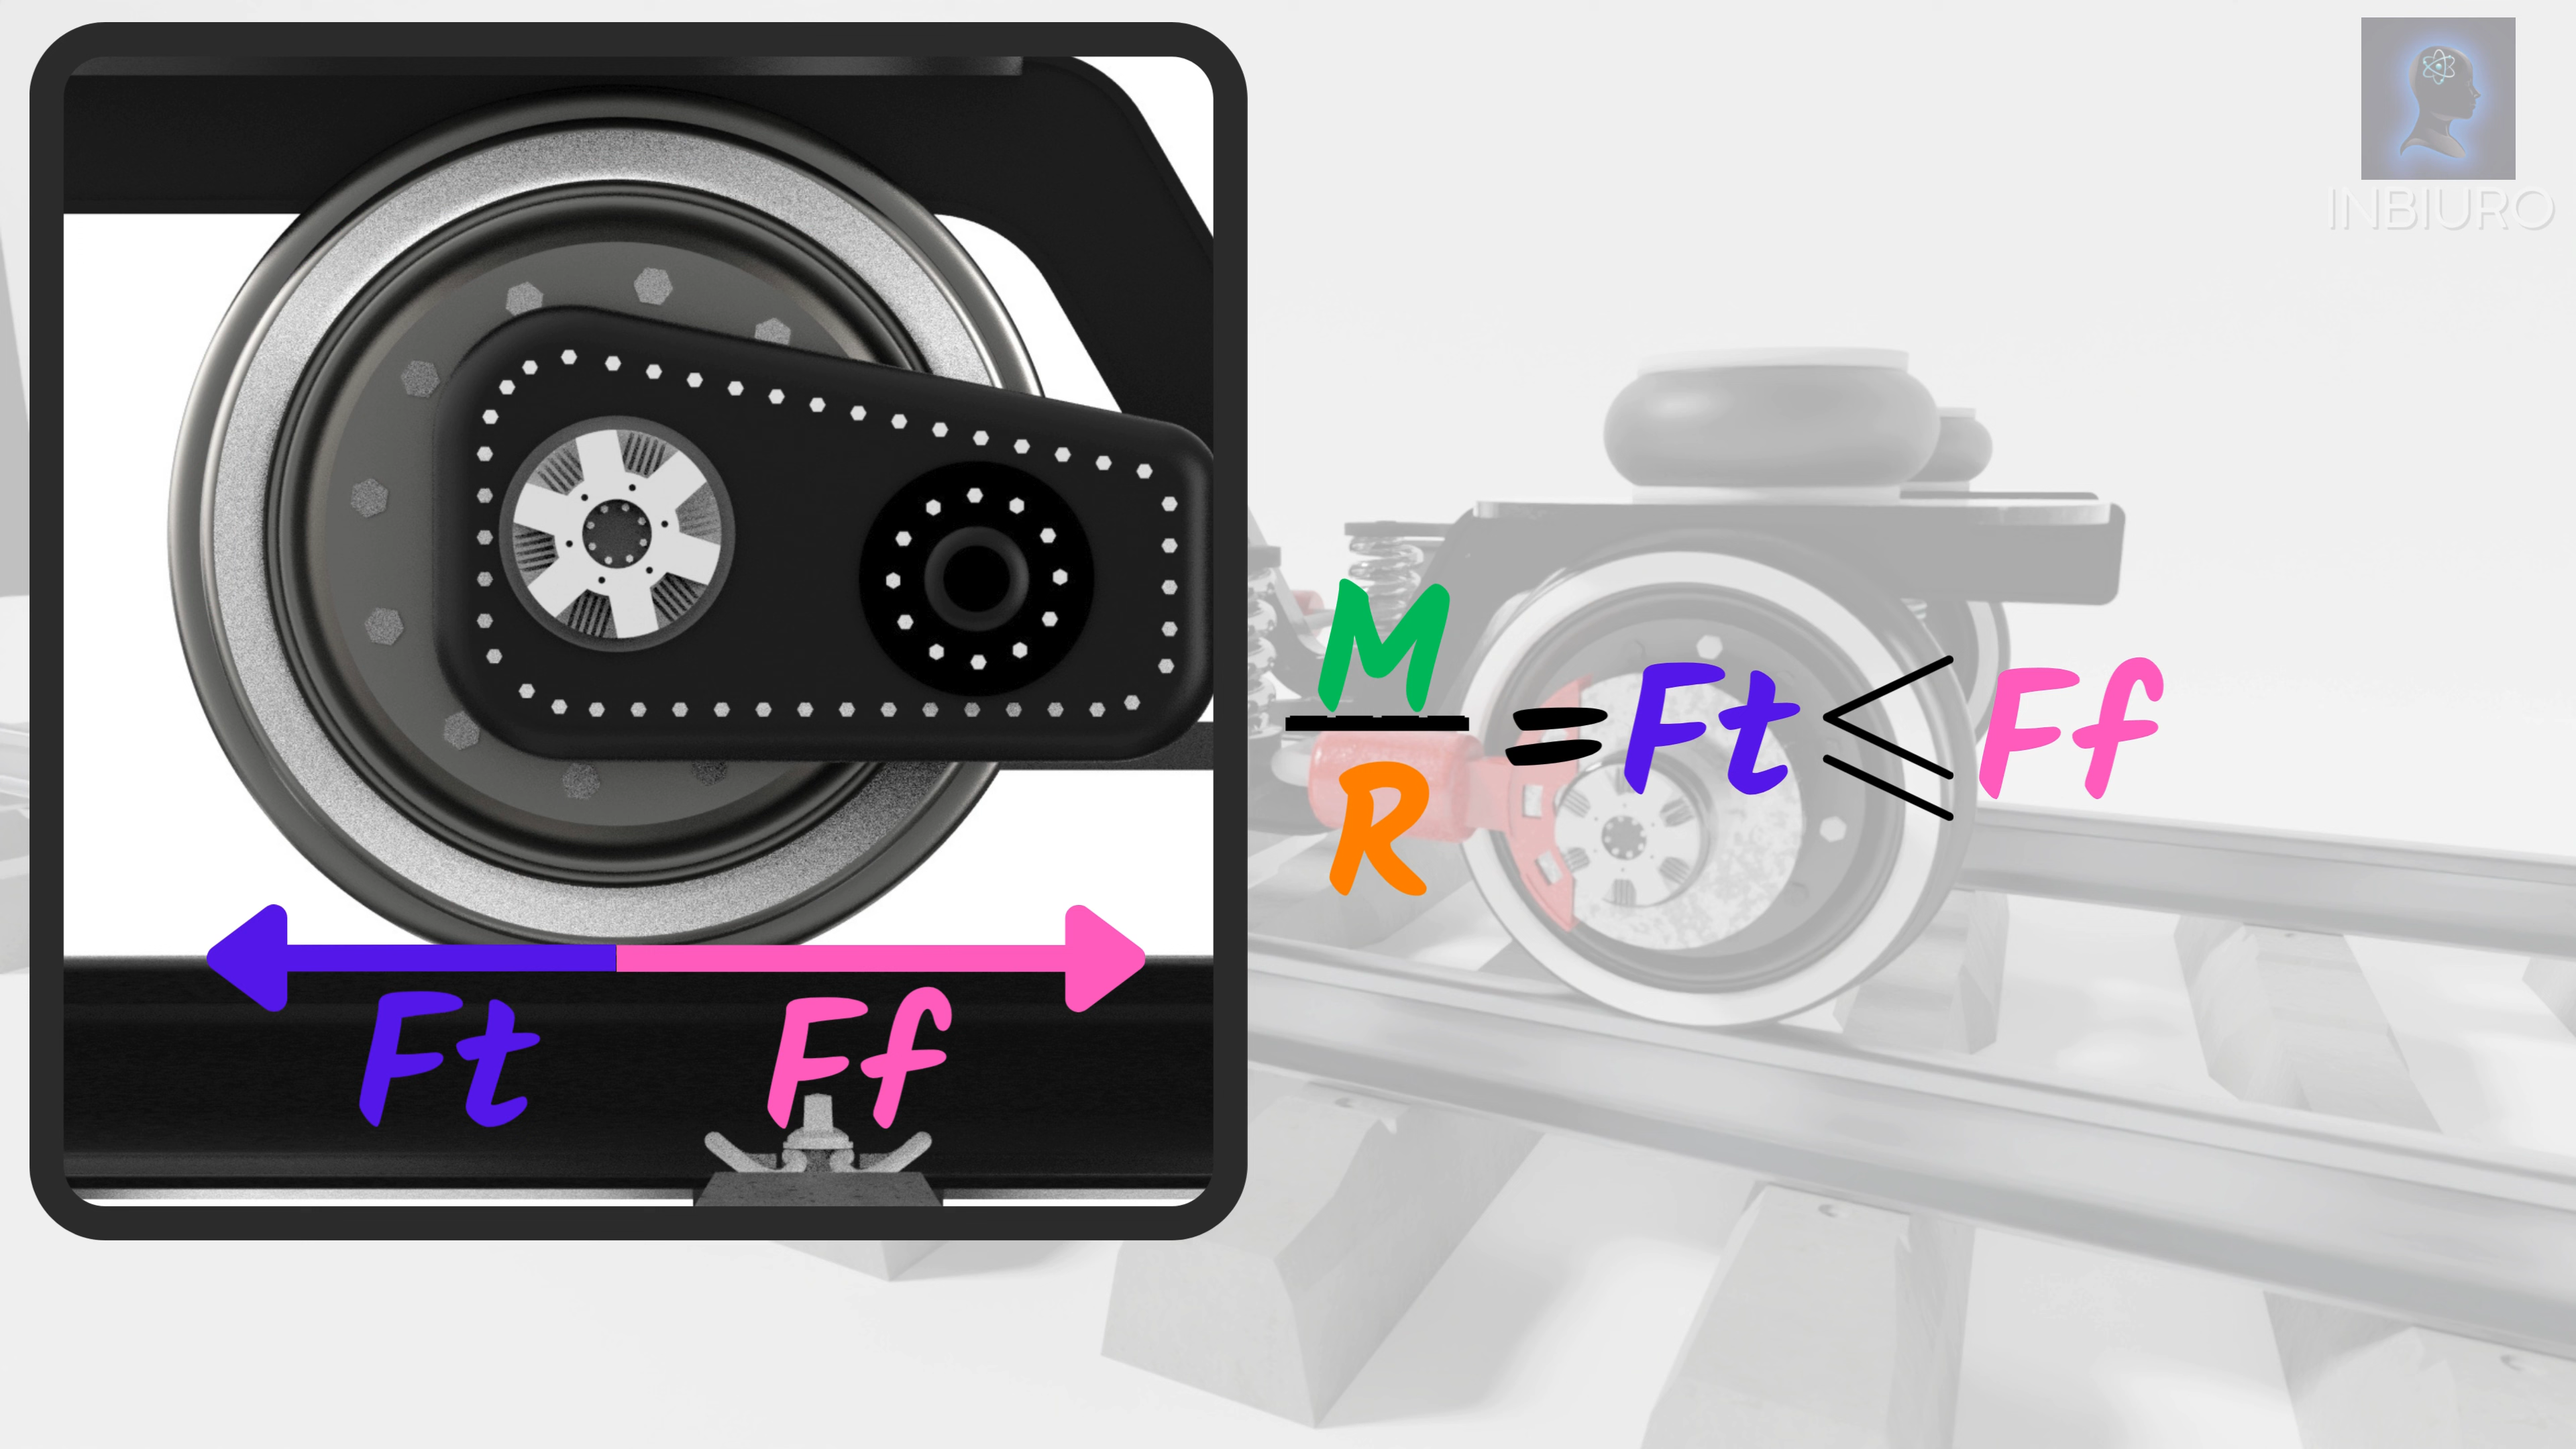 INBIURO
M
R
= Ft ≤ Ff
Ft Ff